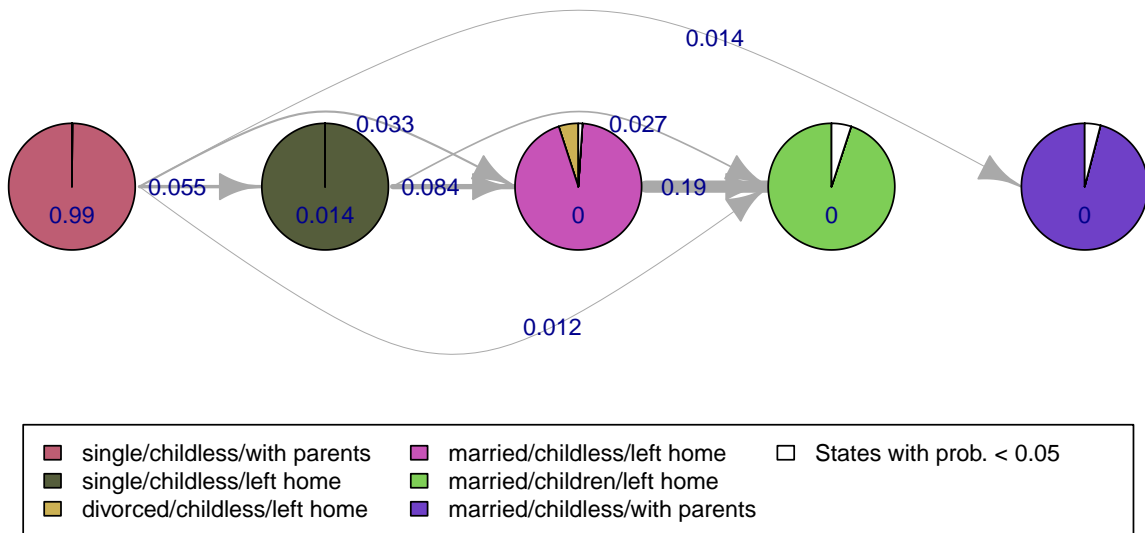 0.014
0.033
0.027
0.055
0.084
0.19
0.99
0.014
0
0
0
0.012
single/childless/with parents
single/childless/left home
divorced/childless/left home
married/childless/left home
married/children/left home
married/childless/with parents
States with prob. < 0.05